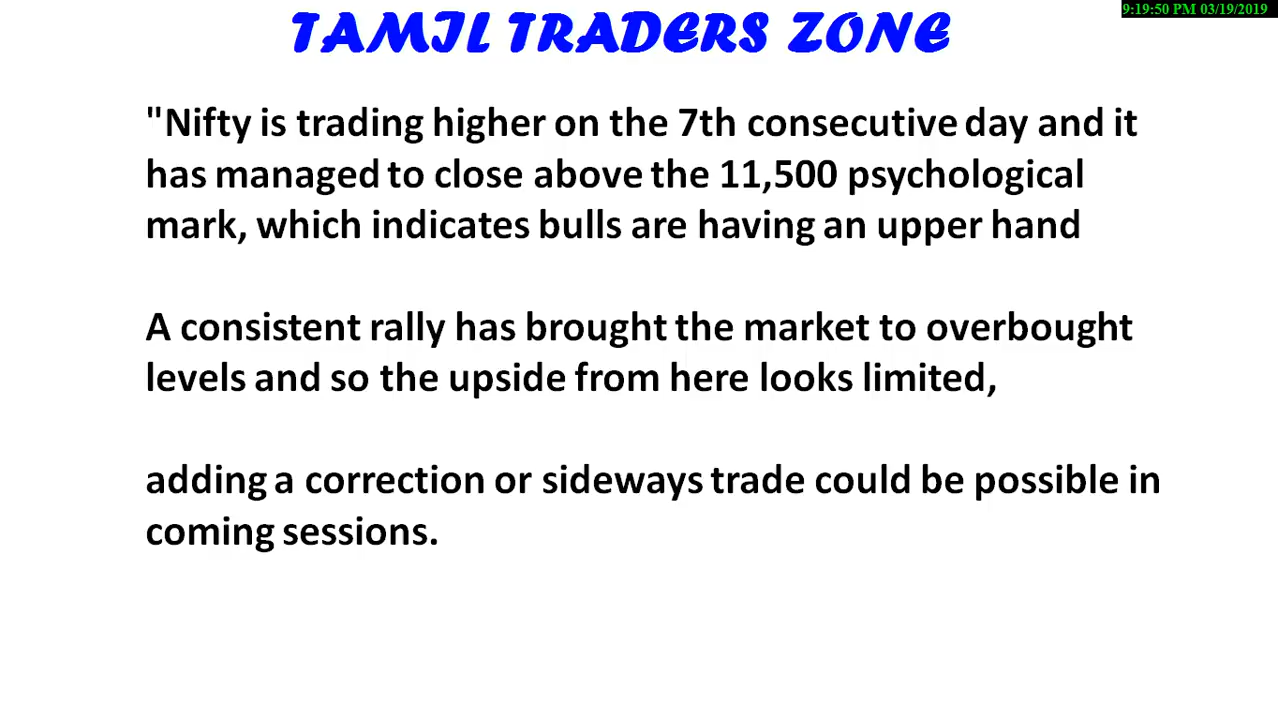 9:19:50 PM 03/19/2019
TAMIL TRADERS ZONE
"Nifty is trading higher on the 7th consecutive day and it
has managed to close above the 11,500 psychological
mark, which indicates bulls are having an upper hand
A consistent rally has brought the market to overbought
levels and so the upside from here looks limited,
adding a correction or sideways trade could be possible in
coming sessions.